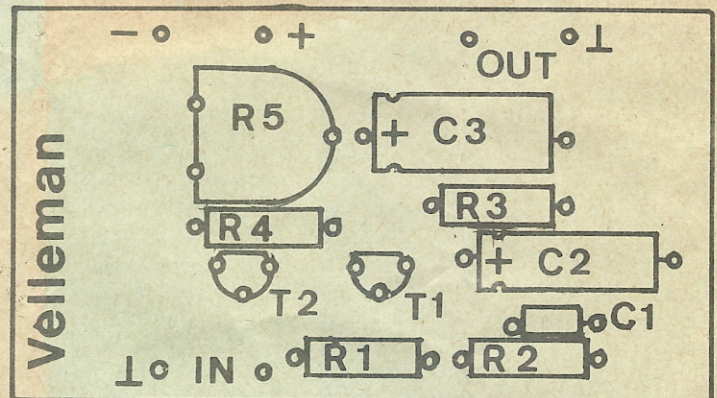 − +
OUT ⊥
R5
+ C3
R3
R4
+ C2
T2
T1
C1
⊥ IN
R1
R2
Velleman